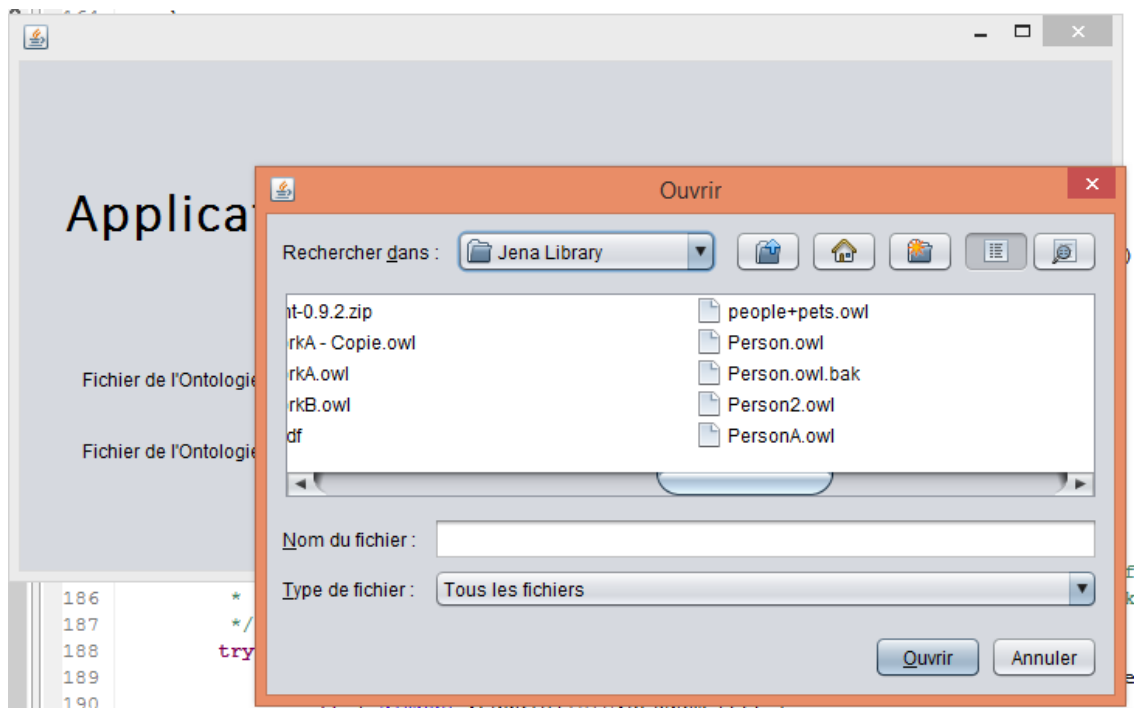 Applica
Ouvrir
Rechercher dans :
Jena Library
nt-0.9.2.zip
people+pets.owl
rkA - Copie.owl
Person.owl
rkA.owl
Person.owl.bak
rkB.owl
Person2.owl
df
PersonA.owl
Fichier de l'Ontologie
Fichier de l'Ontologie
Nom du fichier :
Type de fichier :
Tous les fichiers
Ouvrir
Annuler
186 *
187 */
188 try
189
190